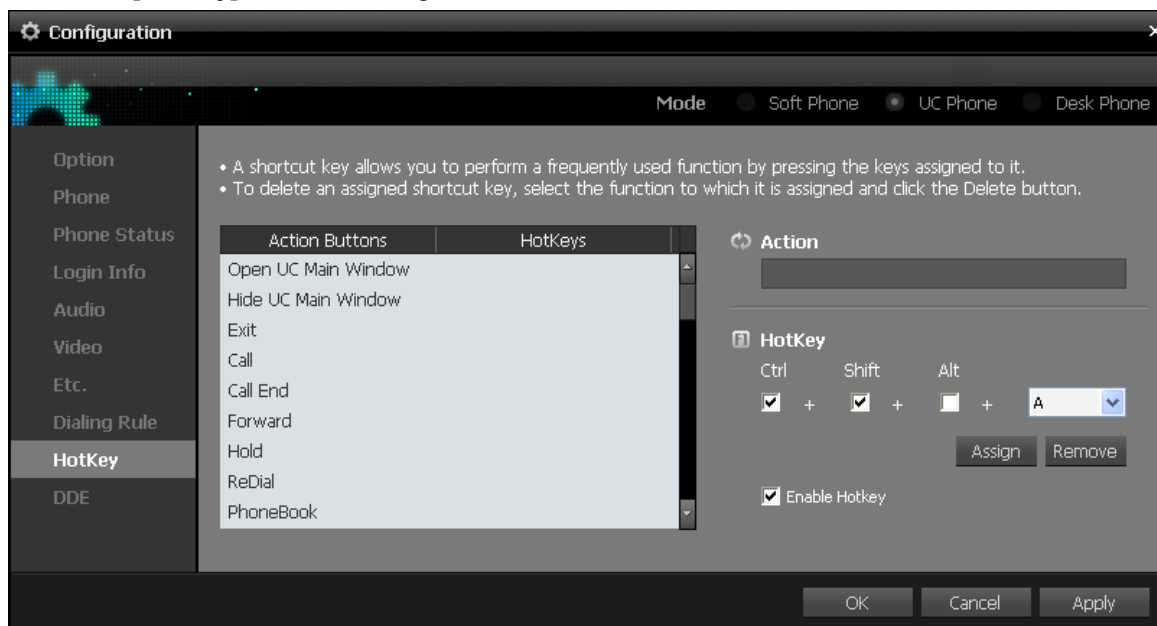 Configuration
Mode Soft Phone UC Phone Desk Phone
Option
Phone
Phone Status
Login Info
Audio
Video
Etc.
Dialing Rule
HotKey
DDE
• A shortcut key allows you to perform a frequently used function by pressing the keys assigned to it.
• To delete an assigned shortcut key, select the function to which it is assigned and click the Delete button.
Action Buttons HotKeys
Open UC Main Window
Hide UC Main Window
Exit
Call
Call End
Forward
Hold
ReDial
PhoneBook
Action
HotKey
Ctrl Shift Alt
+ + + A
Assign Remove
Enable Hotkey
OK Cancel Apply